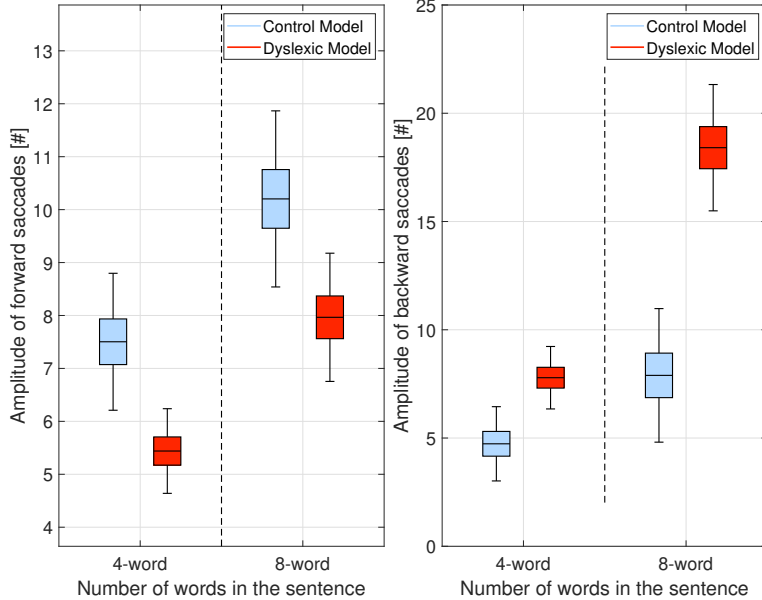 Control Model
Dyslexic Model
Amplitude of forward saccades [#]
13
12
11
10
9
8
7
6
5
4
4-word
8-word
Number of words in the sentence
Control Model
Dyslexic Model
Amplitude of backward saccades [#]
25
20
15
10
5
0
4-word
8-word
Number of words in the sentence